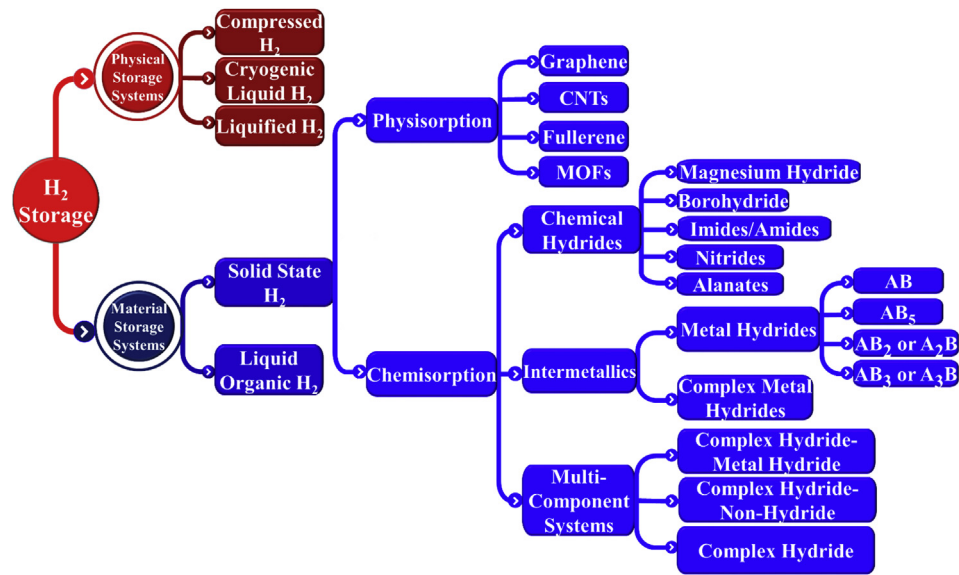 H₂
Storage
Physical
Storage
Systems
Compressed
H₂
Cryogenic
Liquid H₂
Liquified H₂
Material
Storage
Systems
Solid State
H₂
Liquid
Organic H₂
Physisorption
Graphene
CNTs
Fullerene
MOFs
Chemisorption
Chemical
Hydrides
Magnesium Hydride
Borohydride
Imides/Amides
Nitrides
Alanates
Intermetallics
Metal Hydrides
AB
AB₅
AB₂ or A₂B
AB₃ or A₃B
Complex Metal
Hydrides
Multi-
Component
Systems
Complex Hydride-
Metal Hydride
Complex Hydride-
Non-Hydride
Complex Hydride